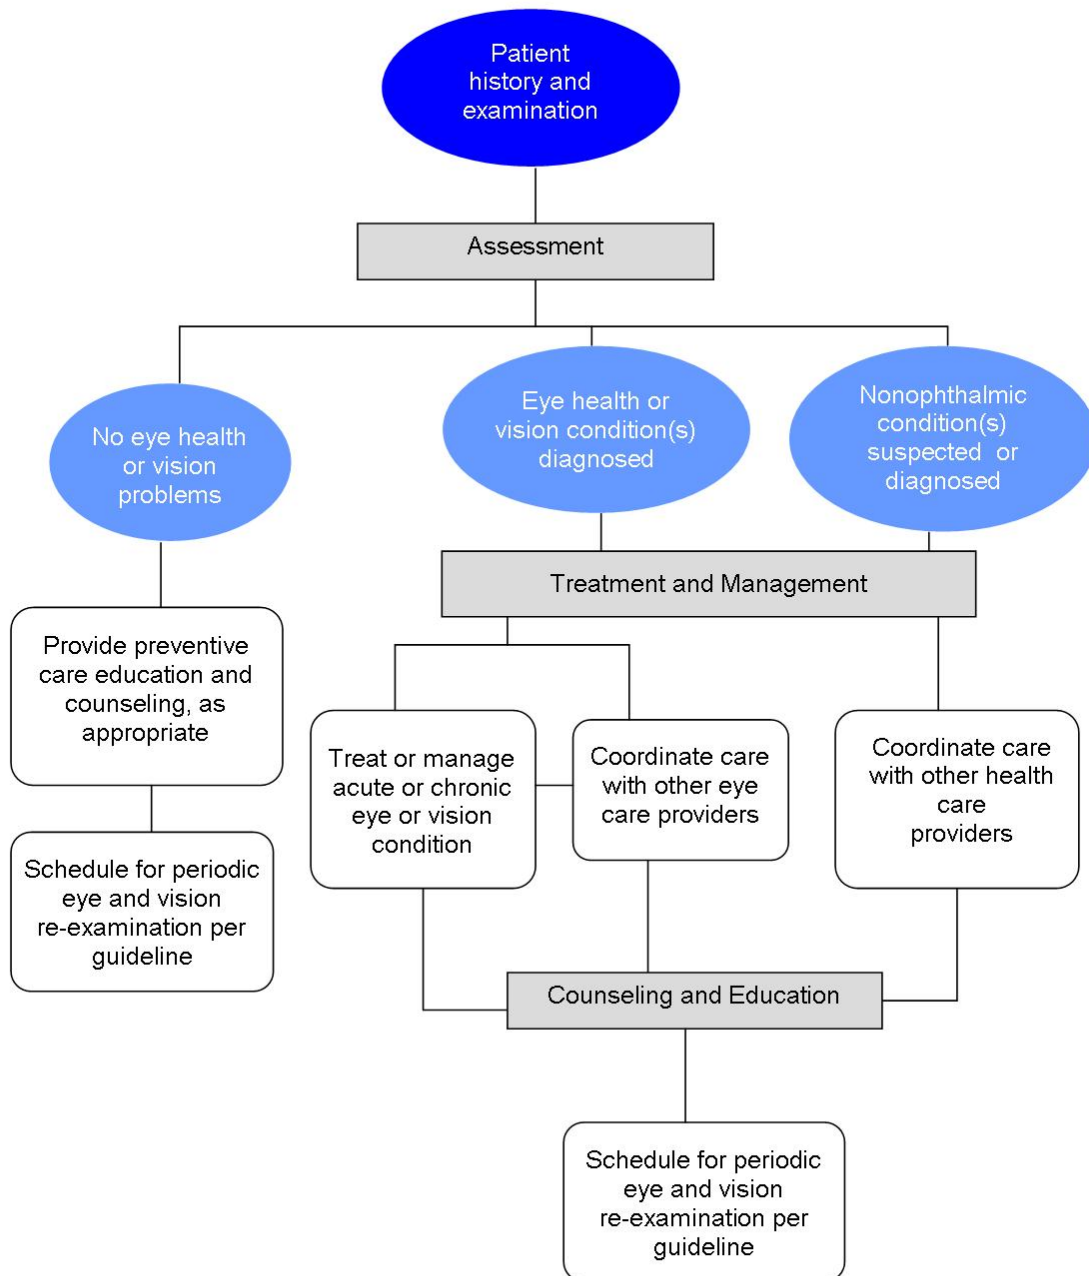 Patient
history and
examination
Assessment
No eye health
or vision
problems
Eye health or
vision condition(s)
diagnosed
Nonophthalmic
condition(s)
suspected or
diagnosed
Treatment and Management
Provide preventive
care education and
counseling, as
appropriate
Treat or manage
acute or chronic
eye or vision
condition
Coordinate care
with other eye
care providers
Coordinate care
with other health
care
providers
Schedule for periodic
eye and vision
re-examination per
guideline
Counseling and Education
Schedule for periodic
eye and vision
re-examination per
guideline